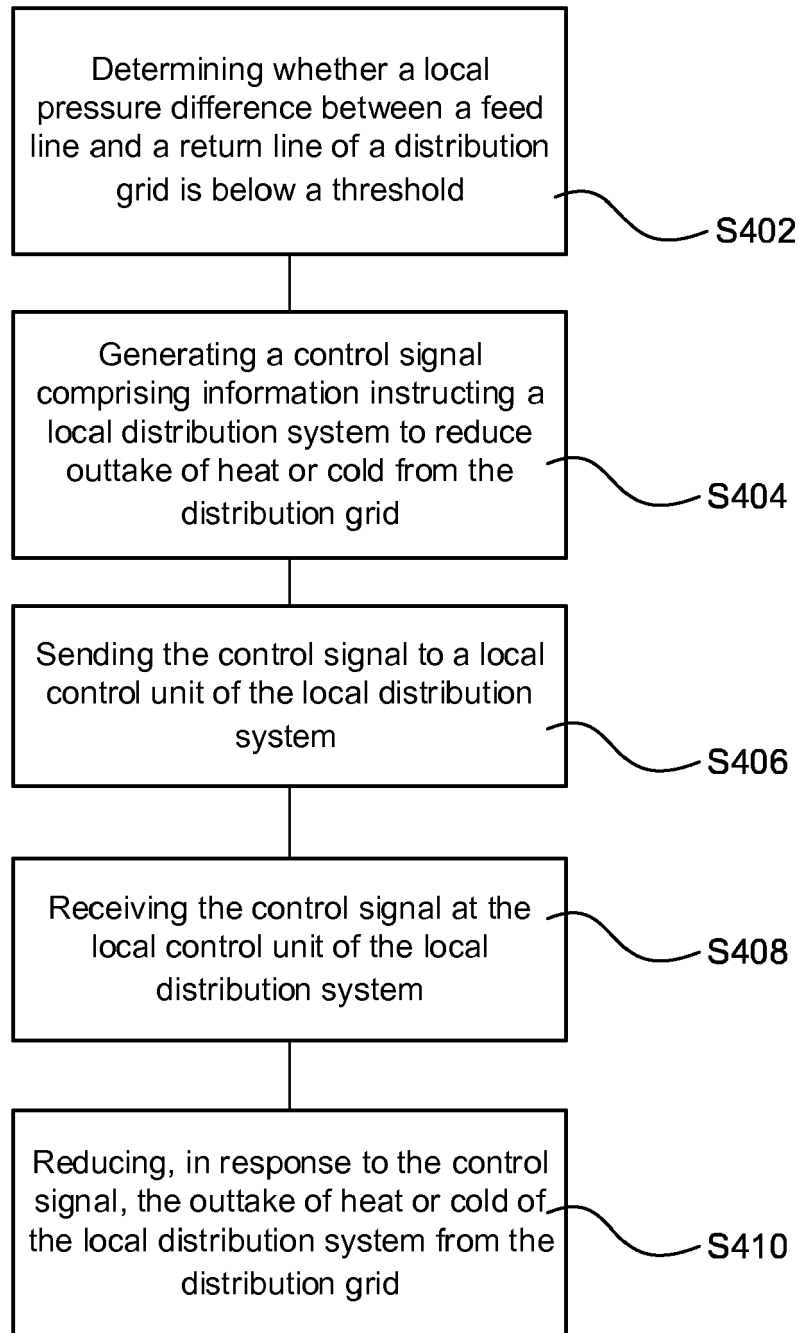 Determining whether a local
pressure difference between a feed
line and a return line of a distribution
grid is below a threshold
S402
Generating a control signal
comprising information instructing a
local distribution system to reduce
outtake of heat or cold from the
distribution grid
S404
Sending the control signal to a local
control unit of the local distribution
system
S406
Receiving the control signal at the
local control unit of the local
distribution system
S408
Reducing, in response to the control
signal, the outtake of heat or cold of
the local distribution system from the
distribution grid
S410